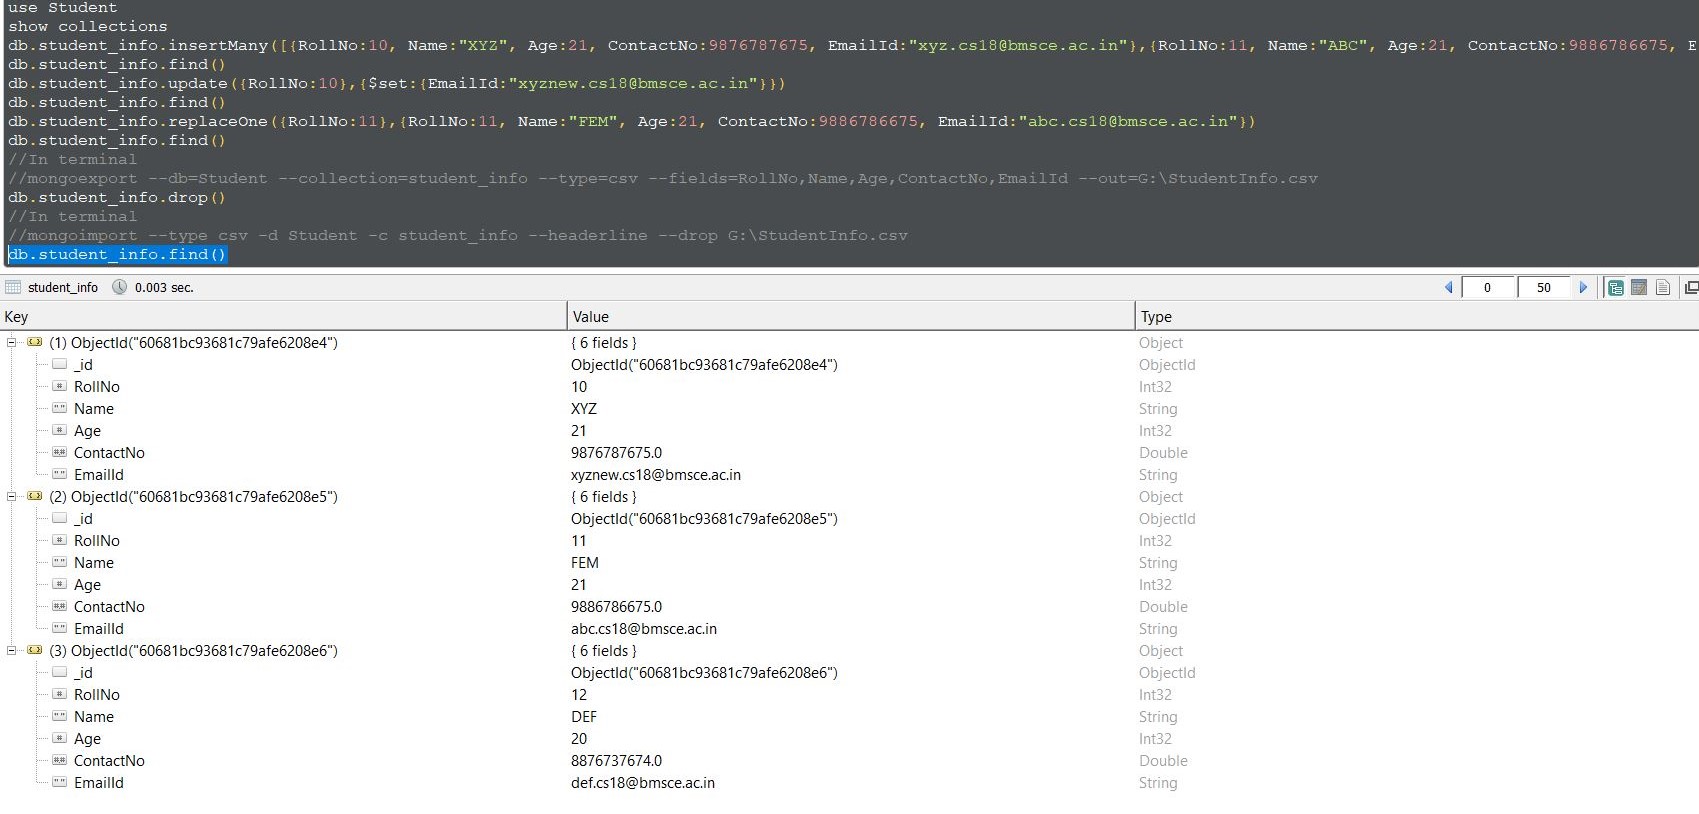 use Student
show collections
db.student_info.insertMany([{RollNo:10, Name:"XYZ", Age:21, ContactNo:9876787675, EmailId:"xyz.cs18@bmsce.ac.in"},{RollNo:11, Name:"ABC", Age:21, ContactNo:9886786675, E
db.student_info.find()
db.student_info.update({RollNo:10},{$set:{EmailId:"xyznew.cs18@bmsce.ac.in"}})
db.student_info.find()
db.student_info.replaceOne({RollNo:11},{RollNo:11, Name:"FEM", Age:21, ContactNo:9886786675, EmailId:"abc.cs18@bmsce.ac.in"})
db.student_info.find()
//In terminal
//mongoexport --db=Student --collection=student_info --type=csv --fields=RollNo,Name,Age,ContactNo,EmailId --out=G:\StudentInfo.csv
db.student_info.drop()
//In terminal
//mongoimport --type csv -d Student -c student_info --headerline --drop G:\StudentInfo.csv
db.student_info.find()
student_info 0.003 sec. 0 50
Key Value Type
(1) ObjectId("60681bc93681c79afe6208e4") { 6 fields } Object
_id ObjectId("60681bc93681c79afe6208e4") ObjectId
RollNo 10 Int32
Name XYZ String
Age 21 Int32
ContactNo 9876787675.0 Double
EmailId xyznew.cs18@bmsce.ac.in String
(2) ObjectId("60681bc93681c79afe6208e5") { 6 fields } Object
_id ObjectId("60681bc93681c79afe6208e5") ObjectId
RollNo 11 Int32
Name FEM String
Age 21 Int32
ContactNo 9886786675.0 Double
EmailId abc.cs18@bmsce.ac.in String
(3) ObjectId("60681bc93681c79afe6208e6") { 6 fields } Object
_id ObjectId("60681bc93681c79afe6208e6") ObjectId
RollNo 12 Int32
Name DEF String
Age 20 Int32
ContactNo 8876737674.0 Double
EmailId def.cs18@bmsce.ac.in String